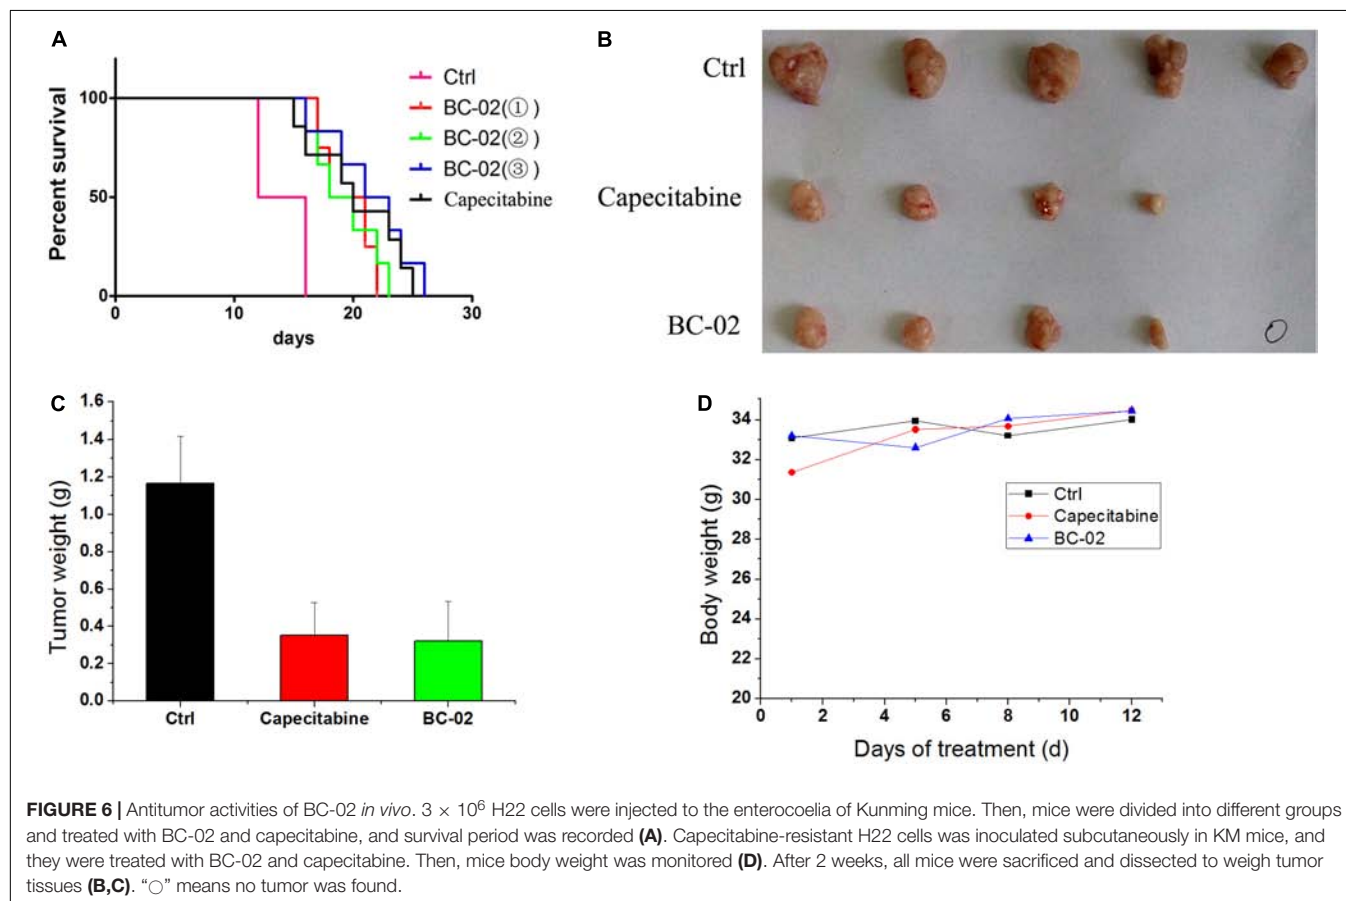 A
Percent survival
100
50
0
0 10 20 30
days
Ctrl
BC-02(①)
BC-02(②)
BC-02(③)
Capecitabine
B
Ctrl
Capecitabine
BC-02
C
Tumor weight (g)
1.6
1.4
1.2
1.0
0.8
0.6
0.4
0.2
0.0
Ctrl Capecitabine BC-02
D
Body weight (g)
34
32
30
28
26
24
22
20
0 2 4 6 8 10 12
Days of treatment (d)
Ctrl
Capecitabine
BC-02
FIGURE 6 | Antitumor activities of BC-02 in vivo. 3 × 10⁶ H22 cells were injected to the enterocoelia of Kunming mice. Then, mice were divided into different groups
and treated with BC-02 and capecitabine, and survival period was recorded (A). Capecitabine-resistant H22 cells was inoculated subcutaneously in KM mice, and
they were treated with BC-02 and capecitabine. Then, mice body weight was monitored (D). After 2 weeks, all mice were sacrificed and dissected to weigh tumor
tissues (B,C). “○” means no tumor was found.